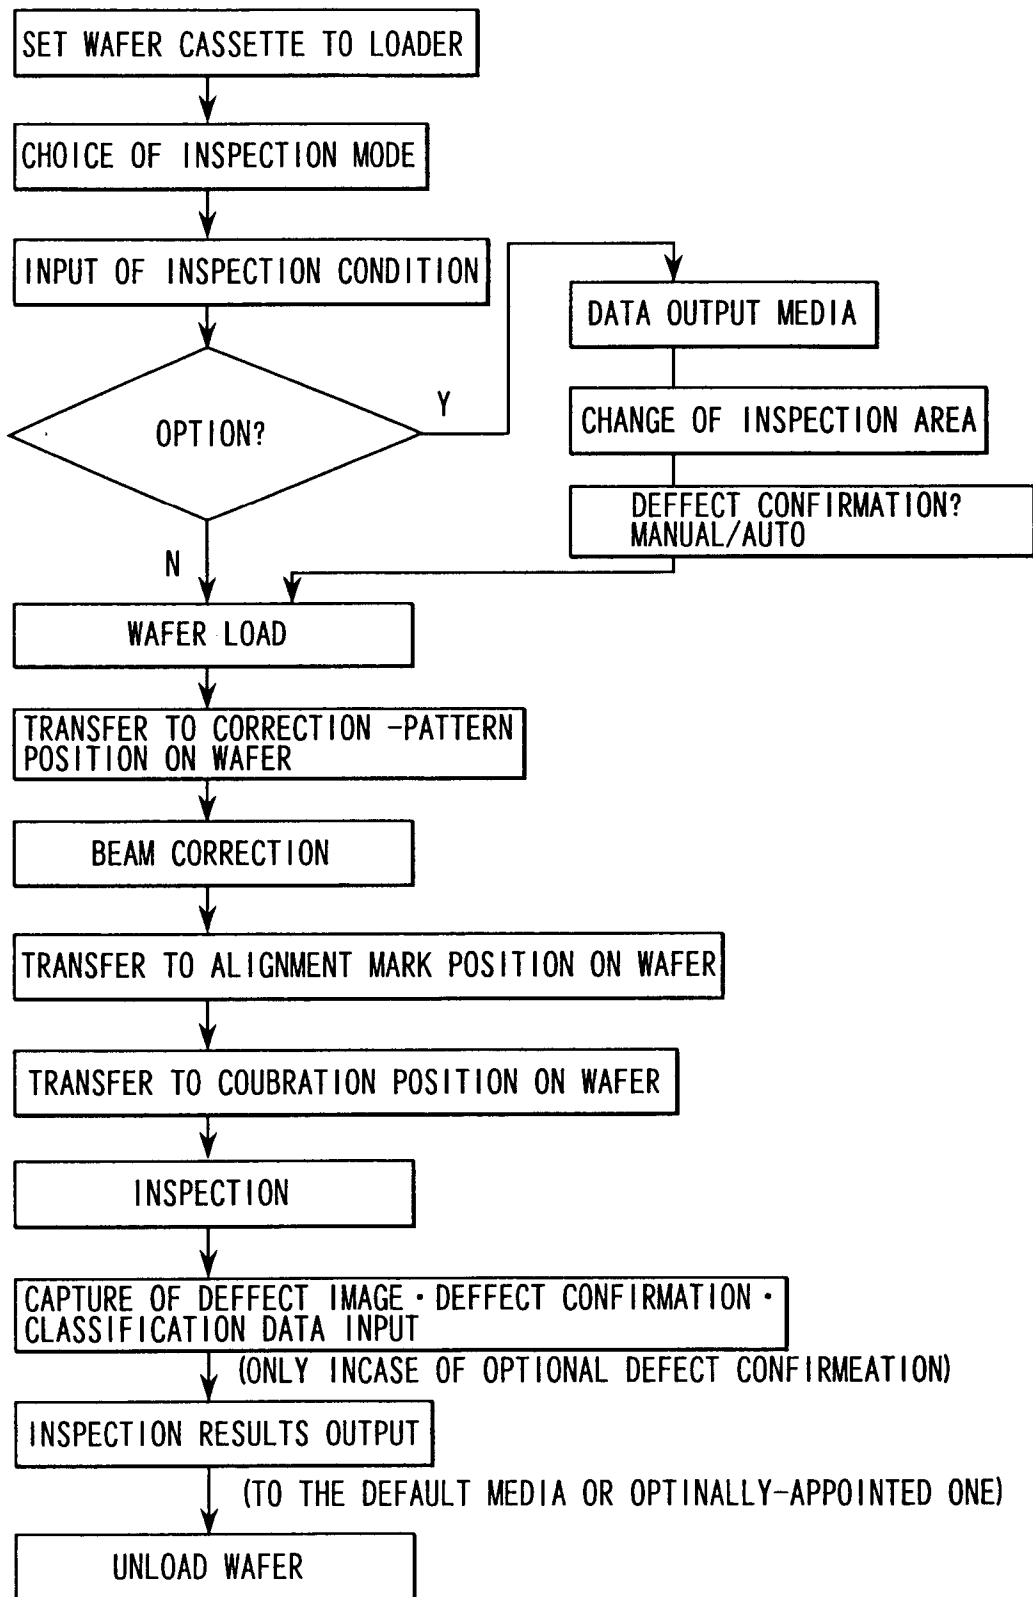 SET WAFER CASSETTE TO LOADER
CHOICE OF INSPECTION MODE
INPUT OF INSPECTION CONDITION
OPTION?
Y
N
DATA OUTPUT MEDIA
CHANGE OF INSPECTION AREA
DEFFECT CONFIRMATION?
MANUAL/AUTO
WAFER LOAD
TRANSFER TO CORRECTION -PATTERN
POSITION ON WAFER
BEAM CORRECTION
TRANSFER TO ALIGNMENT MARK POSITION ON WAFER
TRANSFER TO COUBRATION POSITION ON WAFER
INSPECTION
CAPTURE OF DEFFECT IMAGE・DEFFECT CONFIRMATION・
CLASSIFICATION DATA INPUT
(ONLY INCASE OF OPTIONAL DEFECT CONFIRMEATION)
INSPECTION RESULTS OUTPUT
(TO THE DEFAULT MEDIA OR OPTINALLY-APPOINTED ONE)
UNLOAD WAFER